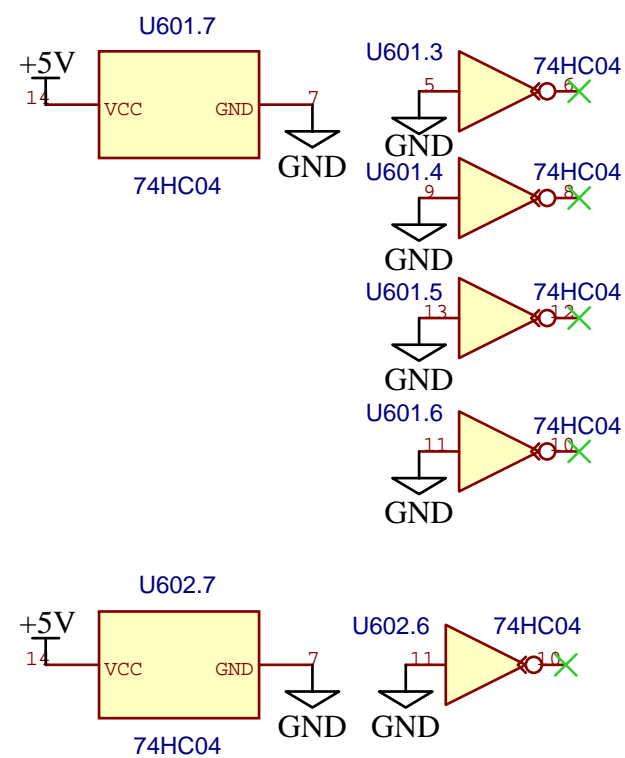 U601.7
+5V
14
VCC
GND
7
GND
74HC04
U601.3
74HC04
5
6
GND
U601.4
74HC04
9
8
GND
U601.5
74HC04
13
12
GND
U601.6
74HC04
11
10
GND
U602.7
+5V
14
VCC
GND
7
GND
74HC04
U602.6
74HC04
11
10
GND